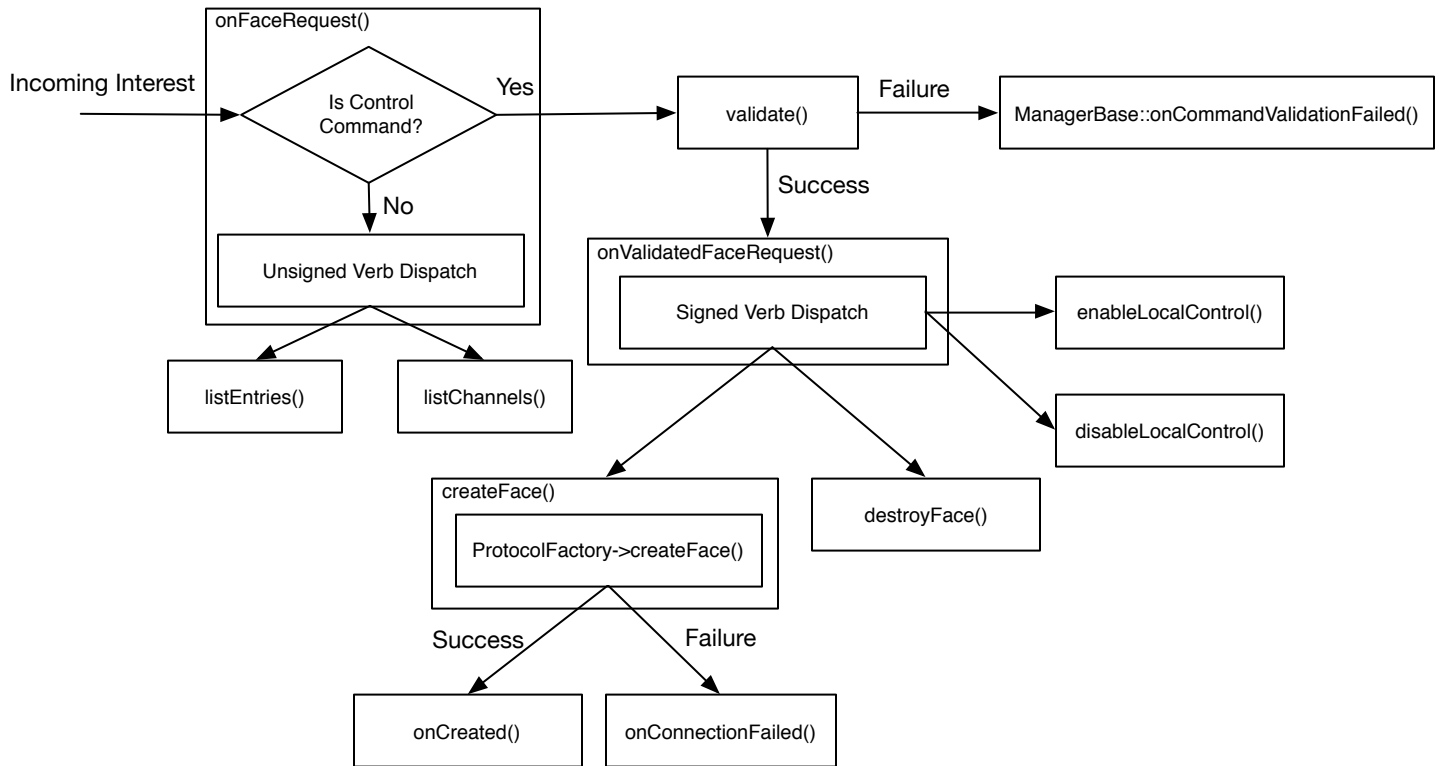 onFaceRequest()
Incoming Interest
Is Control
Command?
Yes
No
Unsigned Verb Dispatch
listEntries()
listChannels()
validate()
Failure
ManagerBase::onCommandValidationFailed()
Success
onValidatedFaceRequest()
Signed Verb Dispatch
enableLocalControl()
disableLocalControl()
createFace()
ProtocolFactory->createFace()
destroyFace()
Success
Failure
onCreated()
onConnectionFailed()